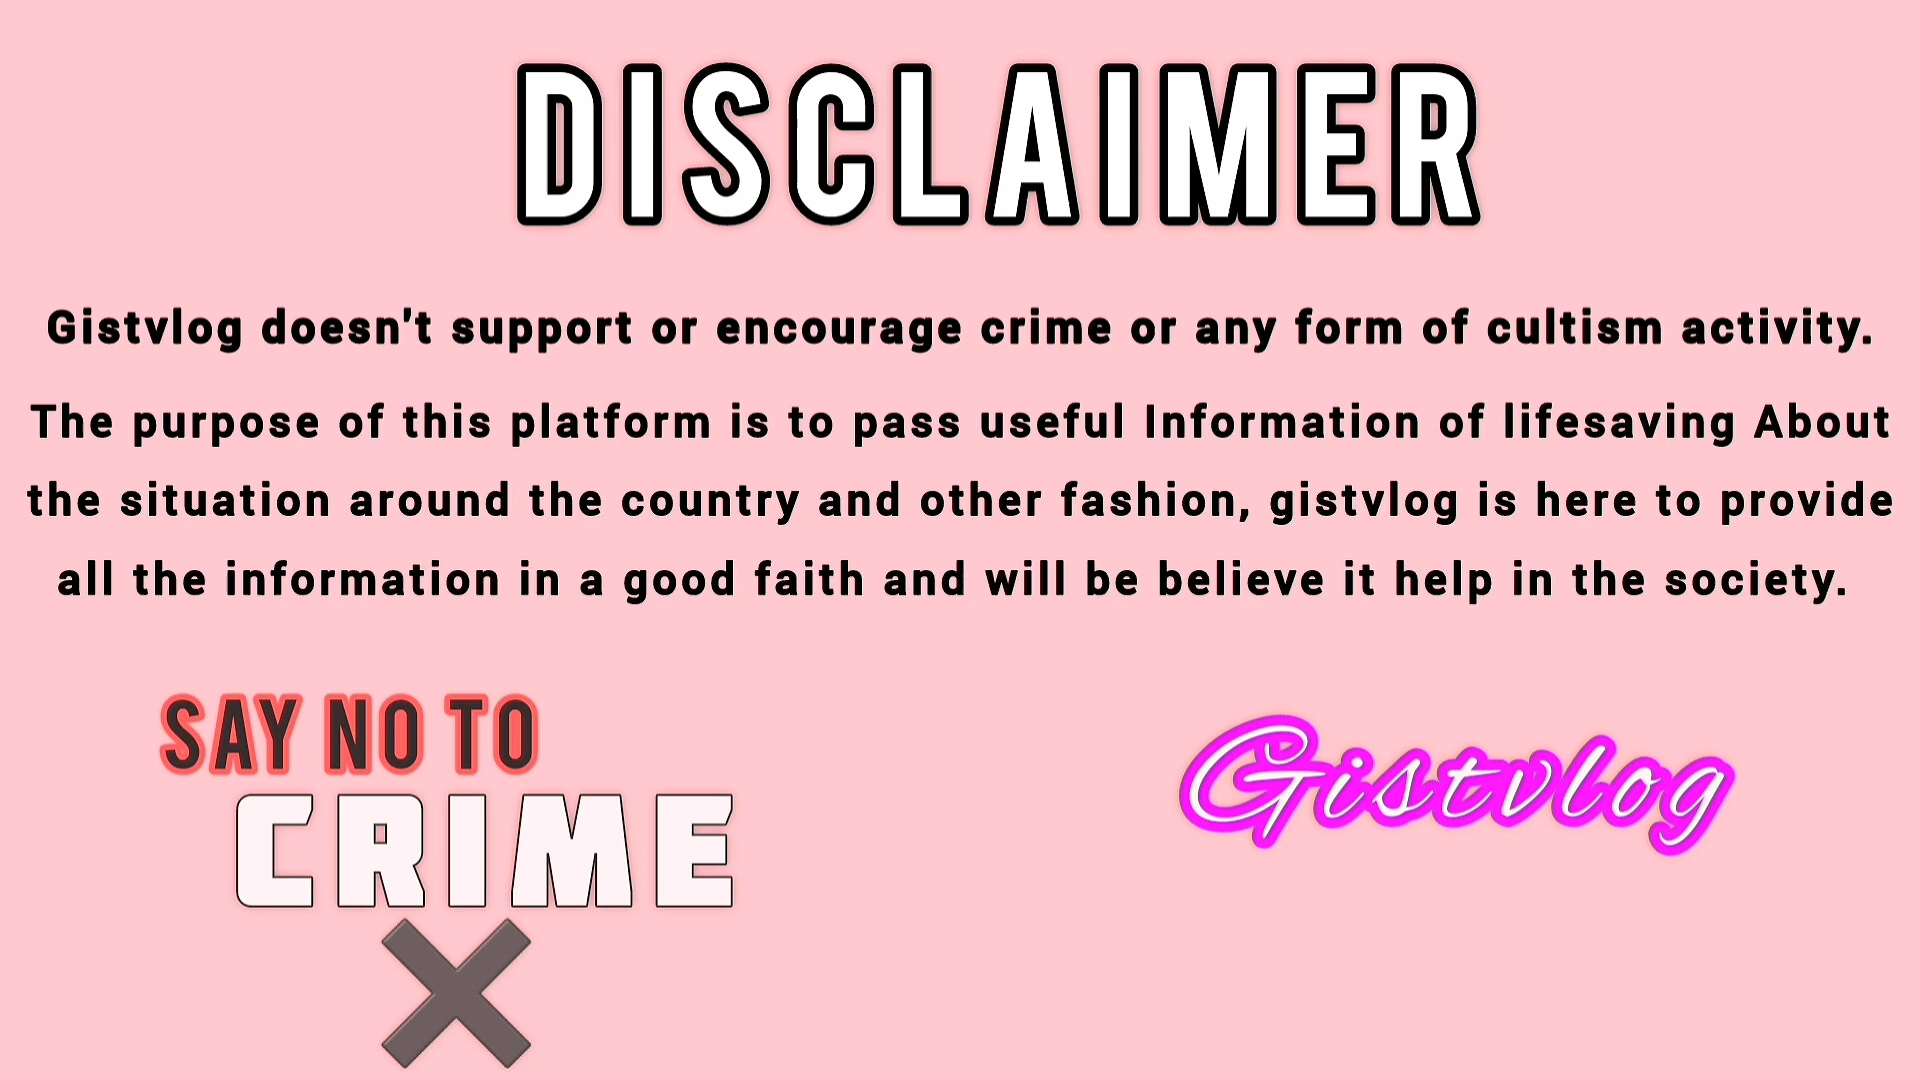 DISCLAIMER
Gistvlog doesn't support or encourage crime or any form of cultism activity.
The purpose of this platform is to pass useful Information of lifesaving About
the situation around the country and other fashion, gistvlog is here to provide
all the information in a good faith and will be believe it help in the society.
SAY NO TO
CRIME
Gistvlog